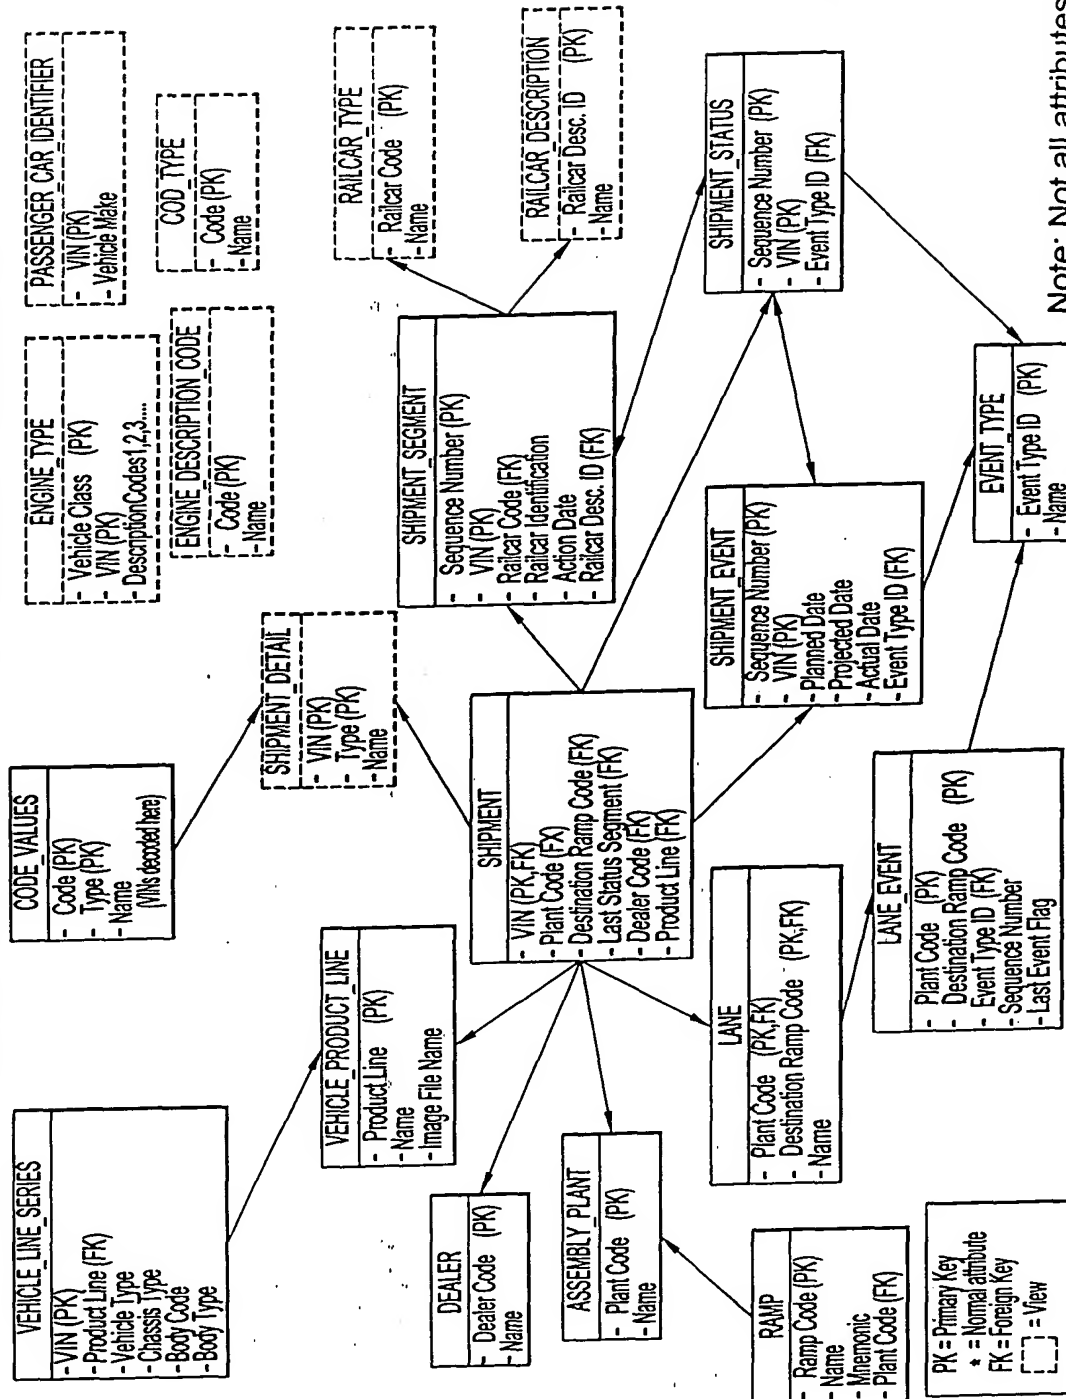 VEHICLE_LINE_SERIES
- VIN (PK)
- Product Line (FK)
- Vehicle Type
- Chassis Type
- Body Code
- Body Type
CODE_VALUES
- Code (PK)
- Type (PK)
- Name
(VINs decoded here)
ENGINE_TYPE
- Vehicle Class (PK)
- VIN (PK)
- DescriptionCodes1,2,3....
PASSENGER_CAR_IDENTIFIER
- VIN (PK)
- Vehicle Make
ENGINE_DESCRIPTION_CODE
- Code (PK)
- Name
COD_TYPE
- Code (PK)
- Name
SHIPMENT_DETAIL
- VIN (PK)
- Type (PK)
- Name
VEHICLE_PRODUCT_LINE
- Product Line (PK)
- Name
- Image File Name
RAILCAR_TYPE
- Railcar Code (PK)
- Name
SHIPMENT_SEGMENT
- Sequence Number (PK)
- VIN (PK)
- Railcar Code (FK)
- Railcar Identification
- Action Date
- Railcar Desc. ID (FK)
RAILCAR_DESCRIPTION
- Railcar Desc. ID (PK)
- Name
DEALER
- Dealer Code (PK)
- Name
SHIPMENT
- VIN (PK,FK)
- Plant Code (FX)
- Destination Ramp Code (FK)
- Last Status Segment (FK)
- Dealer Code (FK)
- Product Line (FK)
ASSEMBLY_PLANT
- Plant Code (PK)
- Name
LANE
- Plant Code (PK,FK)
- Destination Ramp Code (PK,FK)
- Name
SHIPMENT_EVENT
- Sequence Number (PK)
- VIN (PK)
- Planned Date
- Projected Date
- Actual Date
- Event Type ID (FK)
SHIPMENT_STATUS
- Sequence Number (PK)
- VIN (PK)
- Event Type ID (FK)
RAMP
- Ramp Code (PK)
- Name
- Mnemonic
- Plant Code (FK)
LANE_EVENT
- Plant Code (PK)
- Destination Ramp Code (PK)
- Event Type ID (FK)
- Sequence Number
- Last Event Flag
EVENT_TYPE
- Event Type ID (PK)
- Name
PK = Primary Key
* = Normal attribute
FK = Foreign Key
= View
Note: Not all attributes